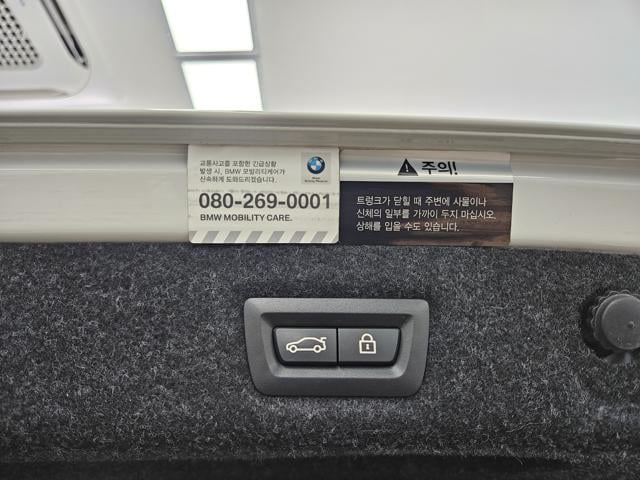 교통사고를 포함한 긴급상황
발생 시, BMW 모빌리티케어가
신속하게 도와드리겠습니다.
080-269-0001
BMW MOBILITY CARE.
주의!
트렁크가 닫힐 때 주변에 사물이나
신체의 일부를 가까이 두지 마십시오.
상해를 입을 수도 있습니다.